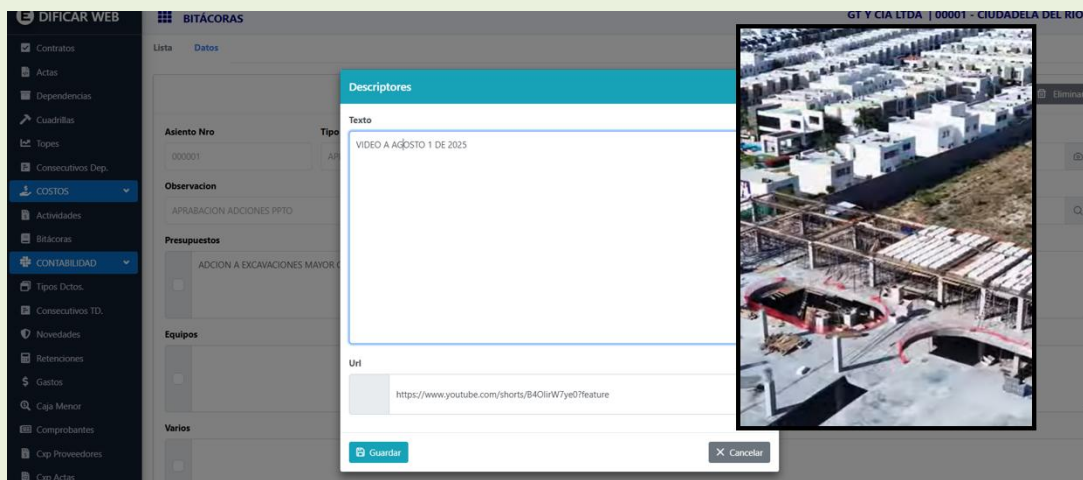 DIFICAR WEB
BITÁCORAS
GT Y CIA LTDA | 00001 - CIUDADELA DEL RIO
Contratos
Actas
Dependencias
Cuadrillas
Topes
Consecutivos Dep.
COSTOS
Actividades
Bitácoras
CONTABILIDAD
Tipos Dctos.
Consecutivos TD.
Novedades
Retenciones
Gastos
Caja Menor
Comprobantes
Cxp Proveedores
Cxp Actas
Lista Datos
Asiento Nro Tipo
000001
Observacion
APRABACION ADCIONES PPTO
Presupuestos
ADCION A EXCAVACIONES MAYOR
Equipos
Varios
Descriptores
Texto
VIDEO A AGOSTO 1 DE 2025
Url
https://www.youtube.com/shorts/B4OlirW7ye0?feature
Guardar
Cancelar